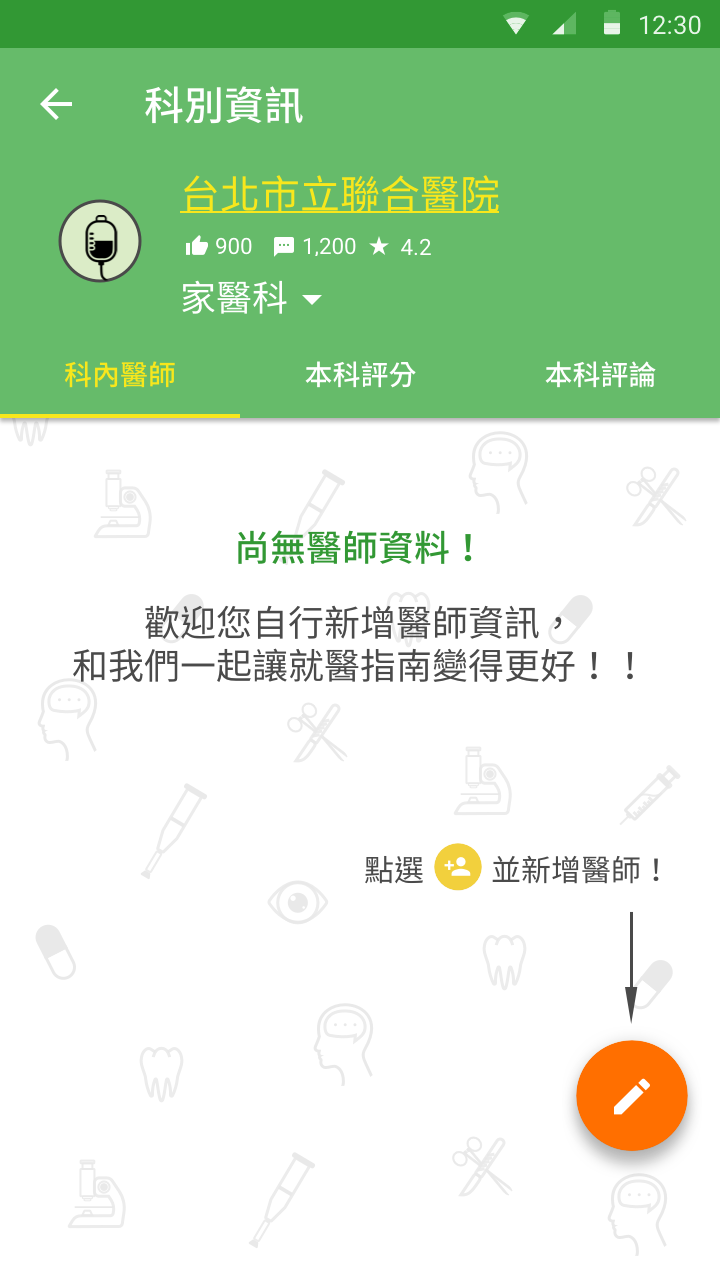 12:30
科別資訊
台北市立聯合醫院
900 1,200 4.2
家醫科
科內醫師 本科評分 本科評論
尚無醫師資料！
歡迎您自行新增醫師資訊，
和我們一起讓就醫指南變得更好！！
點選 並新增醫師！